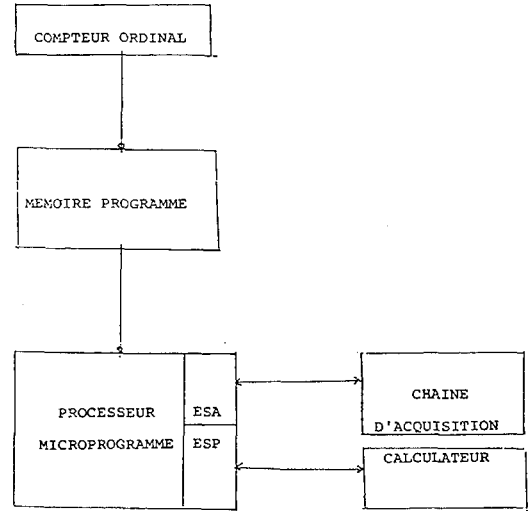 COMPTEUR ORDINAL
MEMOIRE PROGRAMME
PROCESSEUR
MICROPROGRAMME
ESA
ESP
CHAINE
D'ACQUISITION
CALCULATEUR